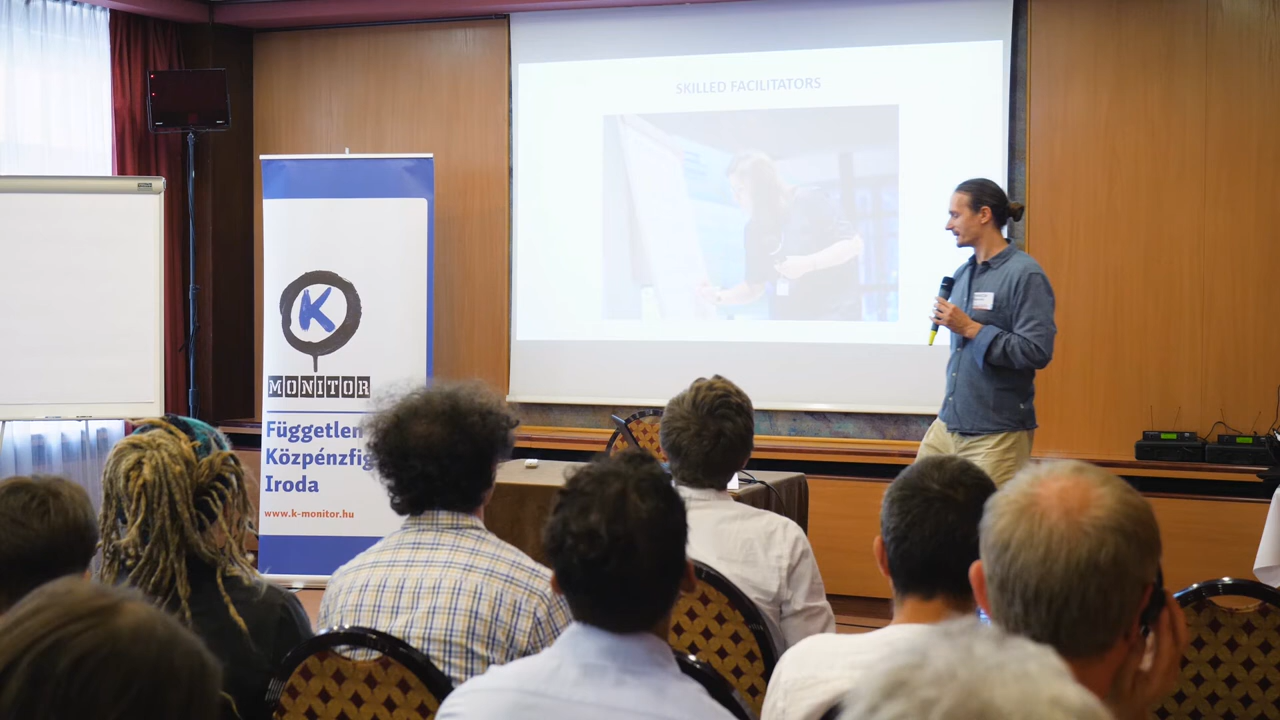 SKILLED FACILITATORS
K
MONITOR
Független
Közpénzfig
Iroda
www.k-monitor.hu